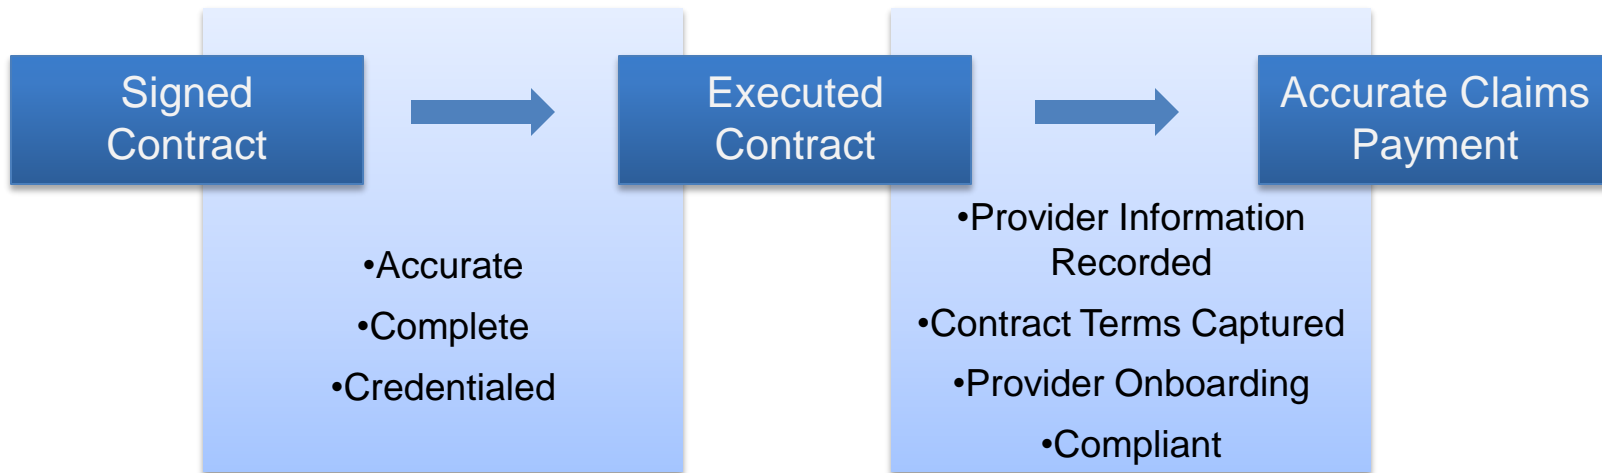 Signed
Contract
Executed
Contract
Accurate Claims
Payment
•Accurate
•Complete
•Credentialed
•Provider Information
Recorded
•Contract Terms Captured
•Provider Onboarding
•Compliant